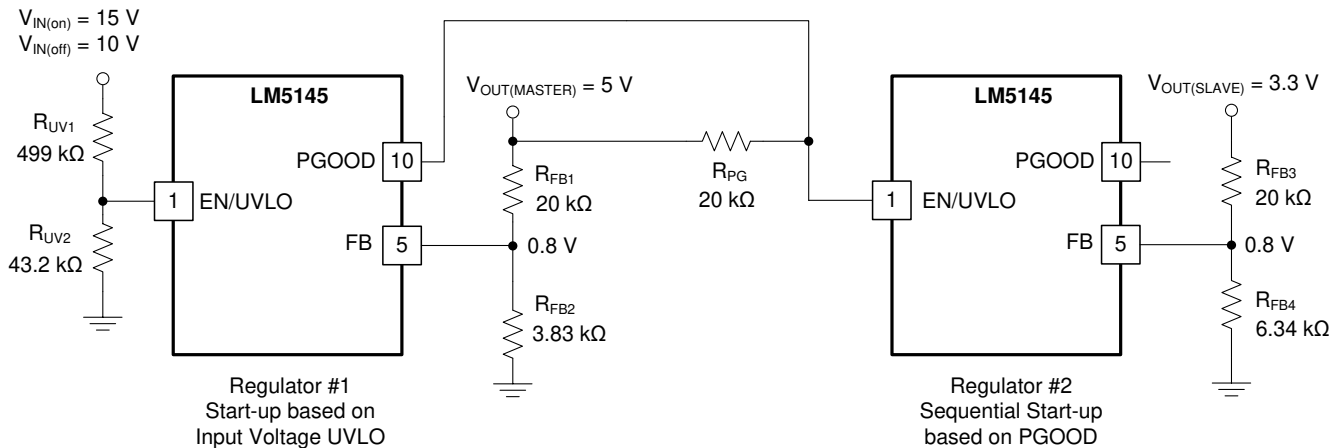 V_IN(on) = 15 V
V_IN(off) = 10 V
R_UV1
499 kΩ
R_UV2
43.2 kΩ
LM5145
PGOOD
10
1
EN/UVLO
FB
5
Regulator #1
Start-up based on
Input Voltage UVLO
V_OUT(MASTER) = 5 V
R_FB1
20 kΩ
0.8 V
R_FB2
3.83 kΩ
R_PG
20 kΩ
LM5145
PGOOD
10
1
EN/UVLO
FB
5
Regulator #2
Sequential Start-up
based on PGOOD
V_OUT(SLAVE) = 3.3 V
R_FB3
20 kΩ
0.8 V
R_FB4
6.34 kΩ